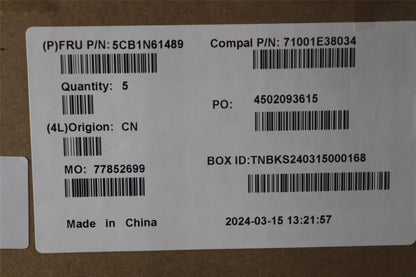 (P)FRU P/N: 5CB1N61489
Compal P/N: 71001E38034
Quantity: 5
PO: 4502093615
(4L)Origion: CN
MO: 77852699
BOX ID:TNBKS240315000168
Made in China
2024-03-15 13:21:57